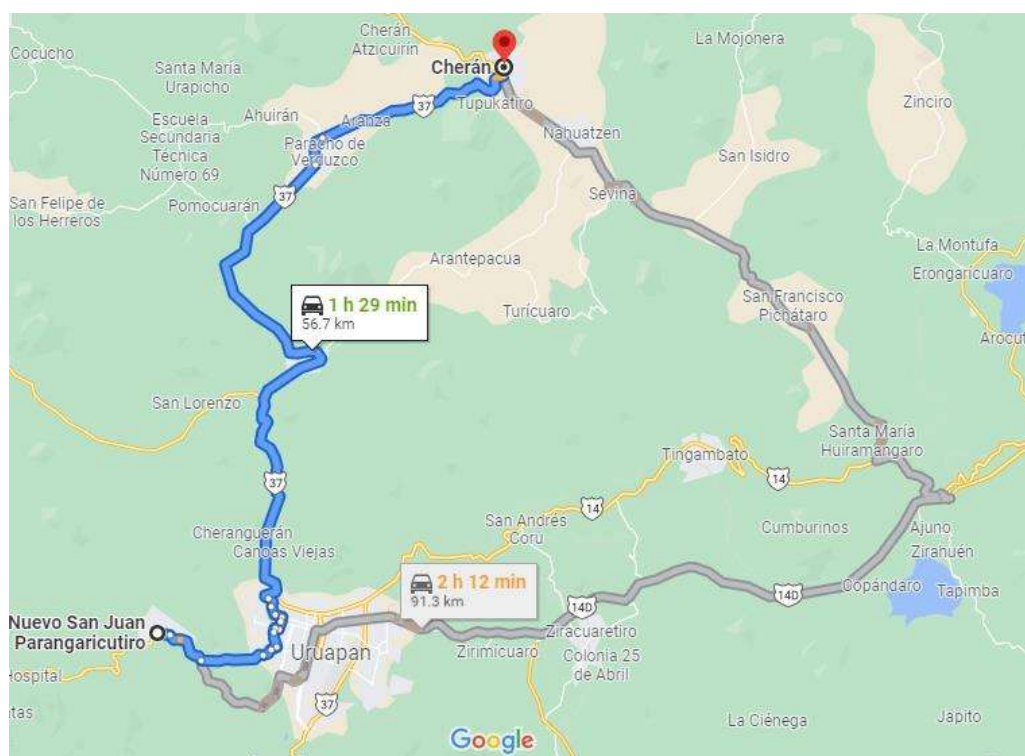 Cocucho
Cherán
Atzicuirín
La Mojonera
Cherán
Santa María
Urapicho
37
Tupukatiro
Zinciro
Ahuirán
Aranza
Escuela
Secundaria
Técnica
Número 69
Paracho de
Verduzco
Nahuatzen
San Isidro
37
Sevina
San Felipe de
los Herreros
Pomocuarán
La Montufa
Arantepacua
Erongarícuaro
1 h 29 min
56.7 km
Turícuaro
San Francisco
Pichátaro
Arocut
San Lorenzo
Santa María
Huiramangaro
Tingambato
14
37
14
San Andrés
Coru
Cheranguerán
Canoas Viejas
Cumburinos
Ajuno
Zirahuén
2 h 12 min
91.3 km
Copándaro
Tapimba
14D
14D
Nuevo San Juan
Parangaricutiro
Ziracuaretiro
Uruapan
Zirimicuaro
Colonia 25
de Abril
Hospital
37
tas
La Ciénega
Japito
Google